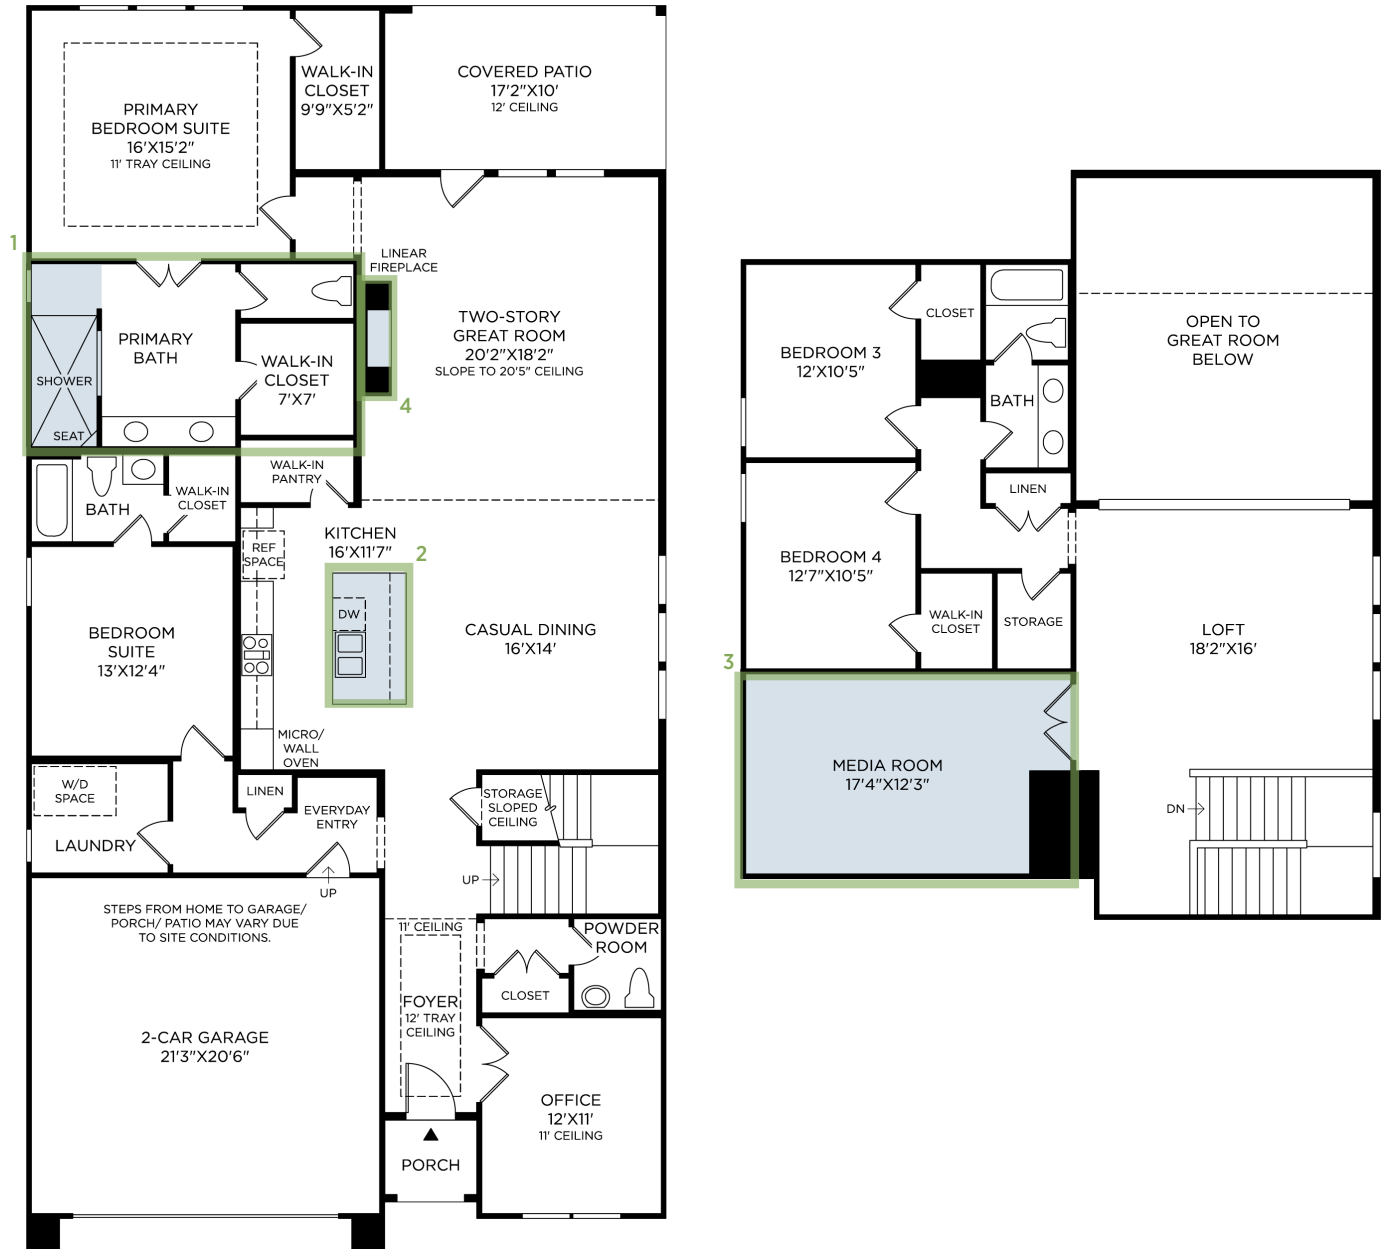 PRIMARY
BEDROOM SUITE
16'X15'2"
11' TRAY CEILING
WALK-IN
CLOSET
9'9"X5'2"
COVERED PATIO
17'2"X10'
12' CEILING
1
LINEAR
FIREPLACE
TWO-STORY
GREAT ROOM
20'2"X18'2"
SLOPE TO 20'5" CEILING
PRIMARY
BATH
SHOWER
SEAT
WALK-IN
CLOSET
7'X7'
4
WALK-IN
PANTRY
BATH
WALK-IN
CLOSET
KITCHEN
16'X11'7"
2
REF
SPACE
DW
CASUAL DINING
16'X14'
BEDROOM
SUITE
13'X12'4"
MICRO/
WALL
OVEN
W/D
SPACE
LAUNDRY
LINEN
EVERYDAY
ENTRY
STORAGE
SLOPED
CEILING
UP
UP
STEPS FROM HOME TO GARAGE/
PORCH/ PATIO MAY VARY DUE
TO SITE CONDITIONS.
11' CEILING
POWDER
ROOM
CLOSET
FOYER
12' TRAY
CEILING
2-CAR GARAGE
21'3"X20'6"
OFFICE
12'X11'
11' CEILING
PORCH
BEDROOM 3
12'X10'5"
CLOSET
OPEN TO
GREAT ROOM
BELOW
BATH
LINEN
BEDROOM 4
12'7"X10'5"
WALK-IN
CLOSET
STORAGE
LOFT
18'2"X16'
3
MEDIA ROOM
17'4"X12'3"
DN